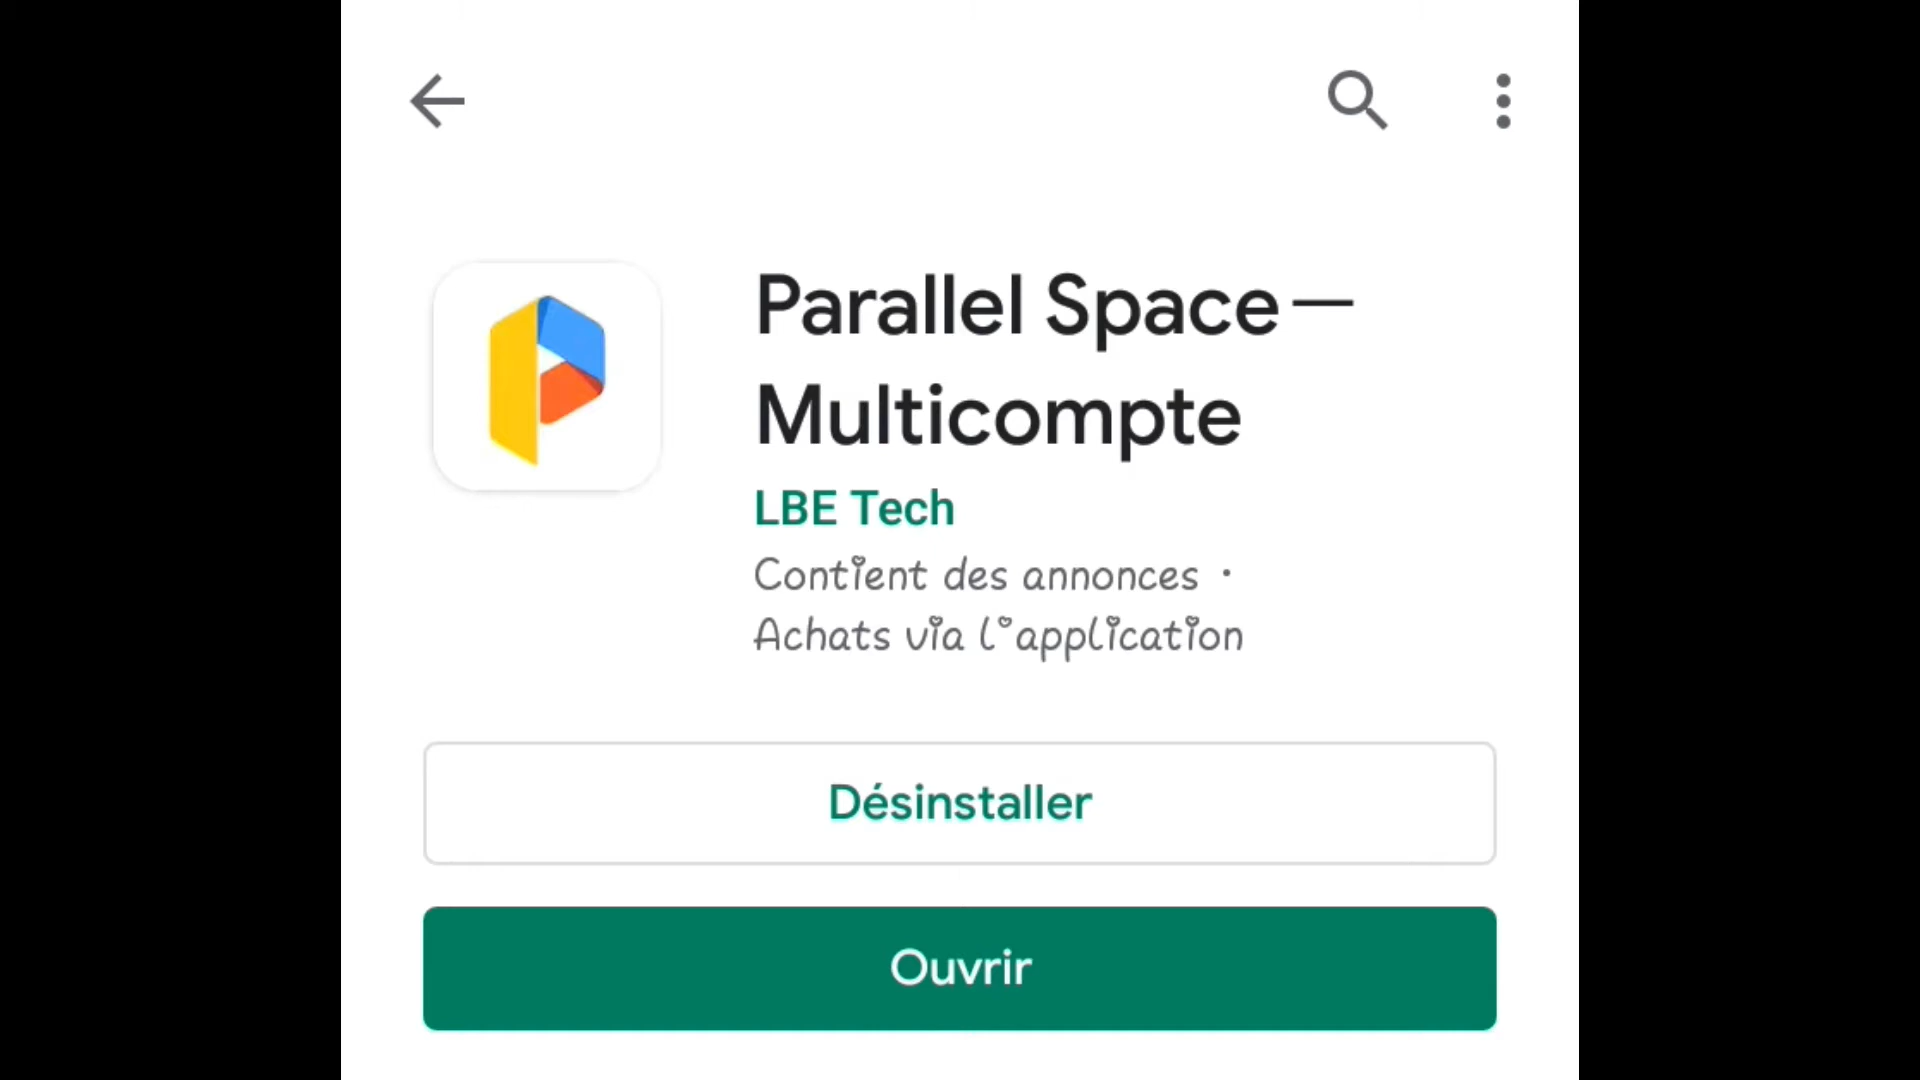 Parallel Space—
Multicompte
LBE Tech
Contient des annonces ·
Achats via l'application
Désinstaller
Ouvrir